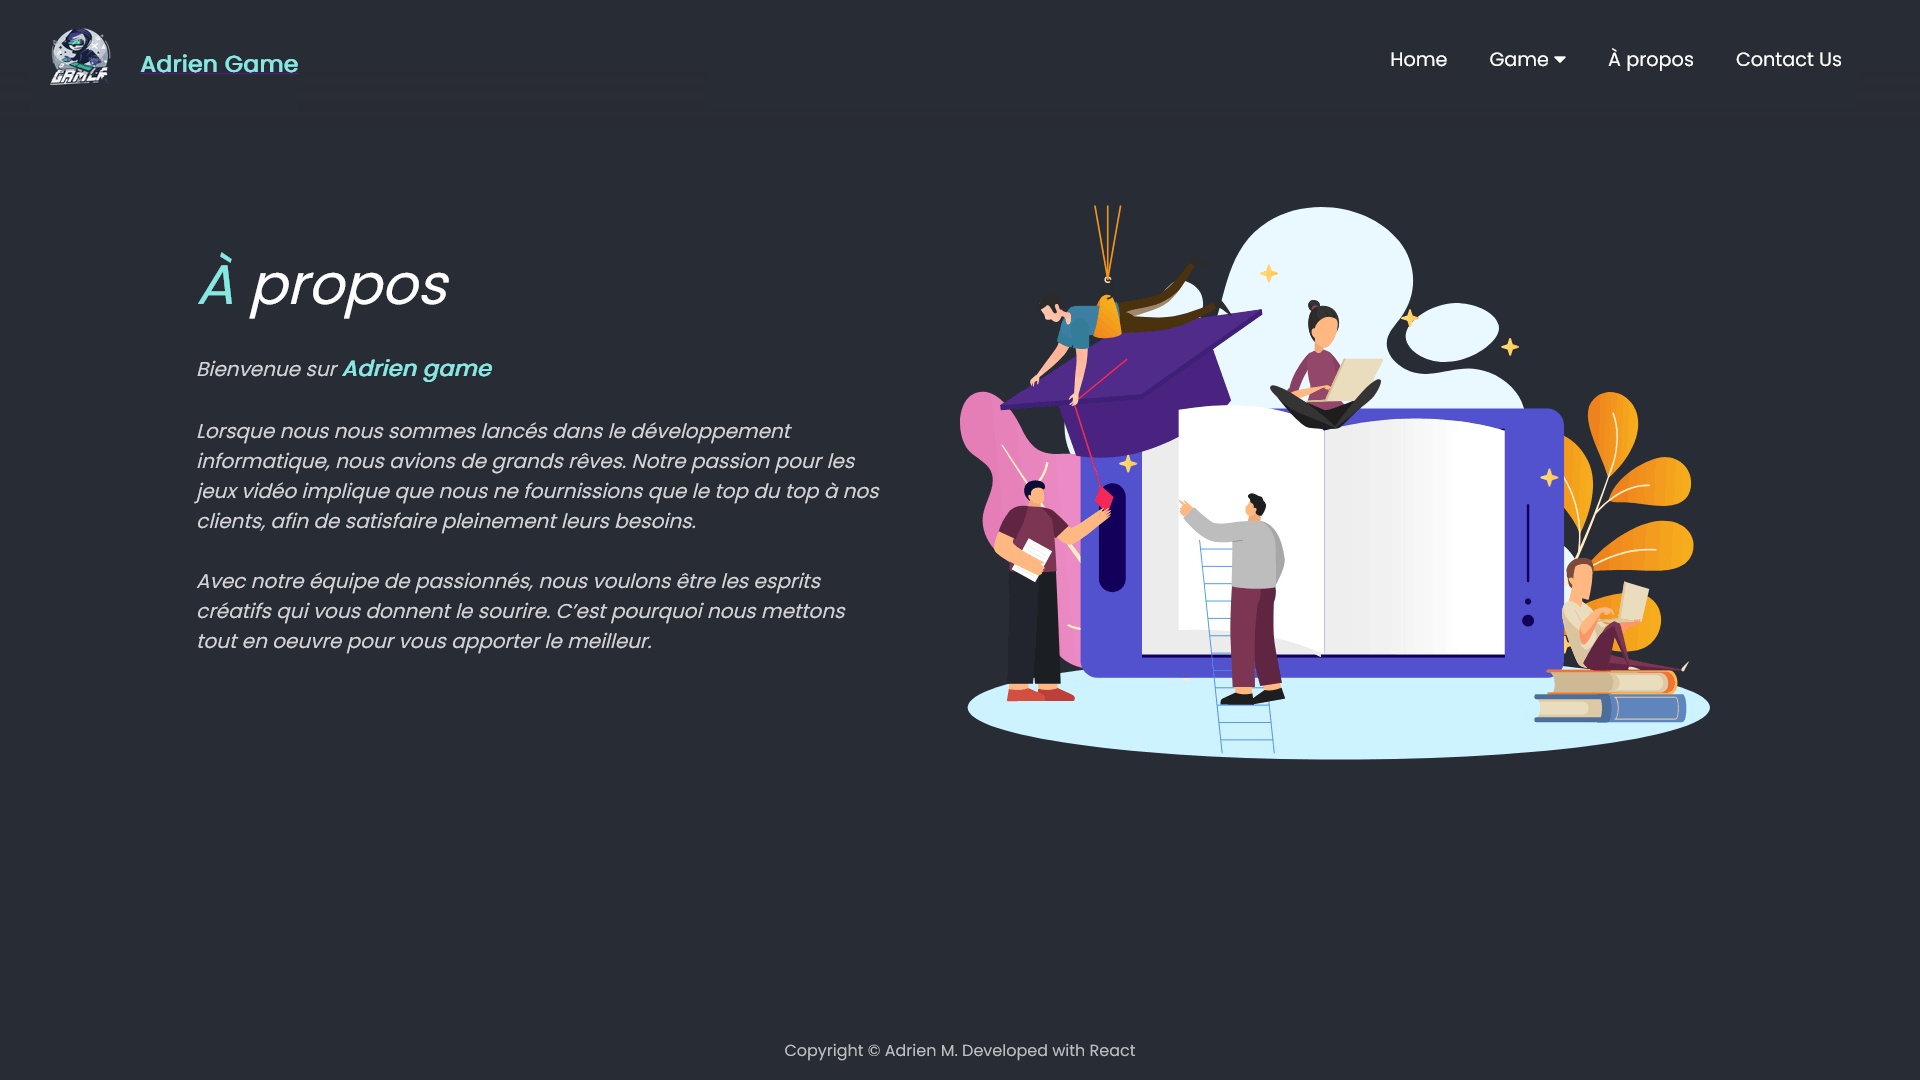 Adrien Game
Home
Game
À propos
Contact Us
À propos
Bienvenue sur Adrien game
Lorsque nous nous sommes lancés dans le développement
informatique, nous avions de grands rêves. Notre passion pour les
jeux vidéo implique que nous ne fournissions que le top du top à nos
clients, afin de satisfaire pleinement leurs besoins.
Avec notre équipe de passionnés, nous voulons être les esprits
créatifs qui vous donnent le sourire. C’est pourquoi nous mettons
tout en oeuvre pour vous apporter le meilleur.
Copyright © Adrien M. Developed with React